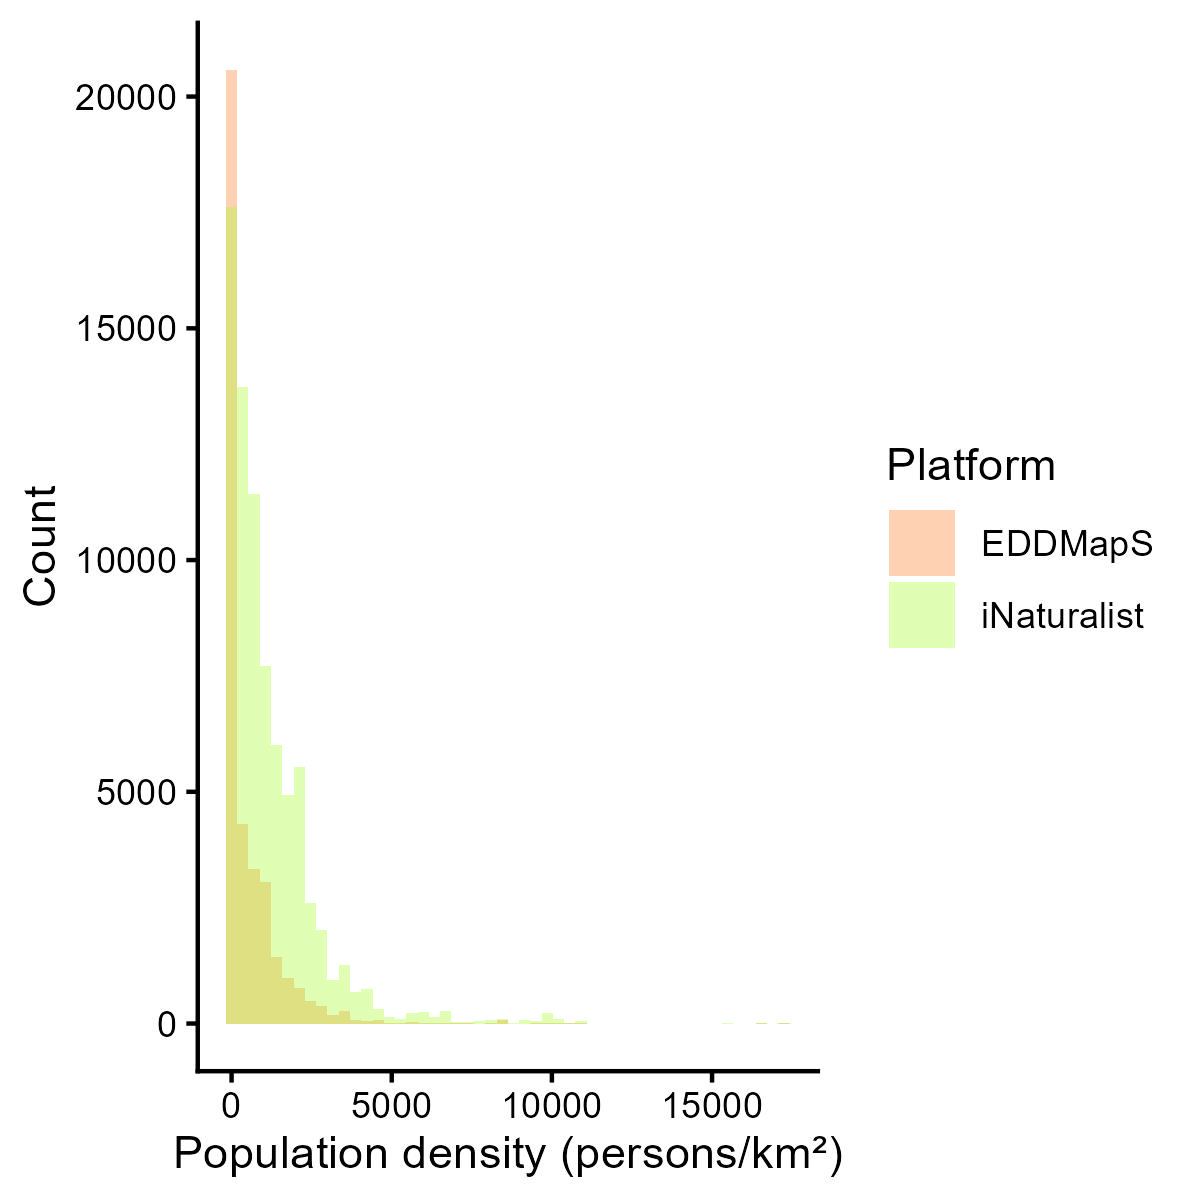 20000
15000
10000
5000
0
Count
0 5000 10000 15000
Population density (persons/km²)
Platform
EDDMapS
iNaturalist